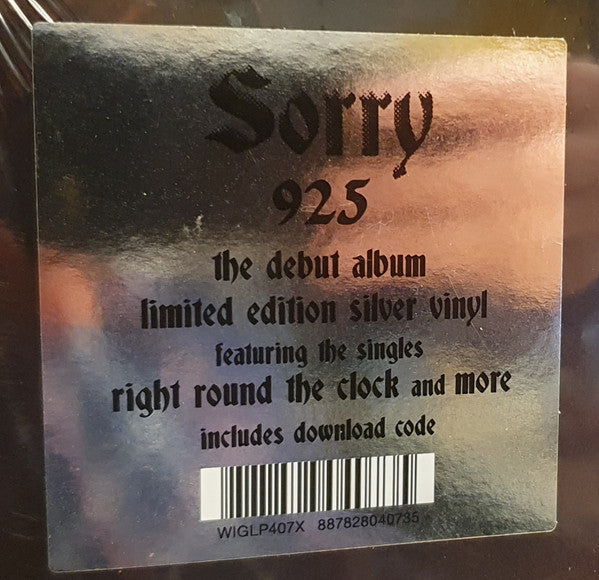 Sorry
925
the debut album
limited edition silver vinyl
featuring the singles
right round the clock and more
includes download code
WIGLP407X 887828040735